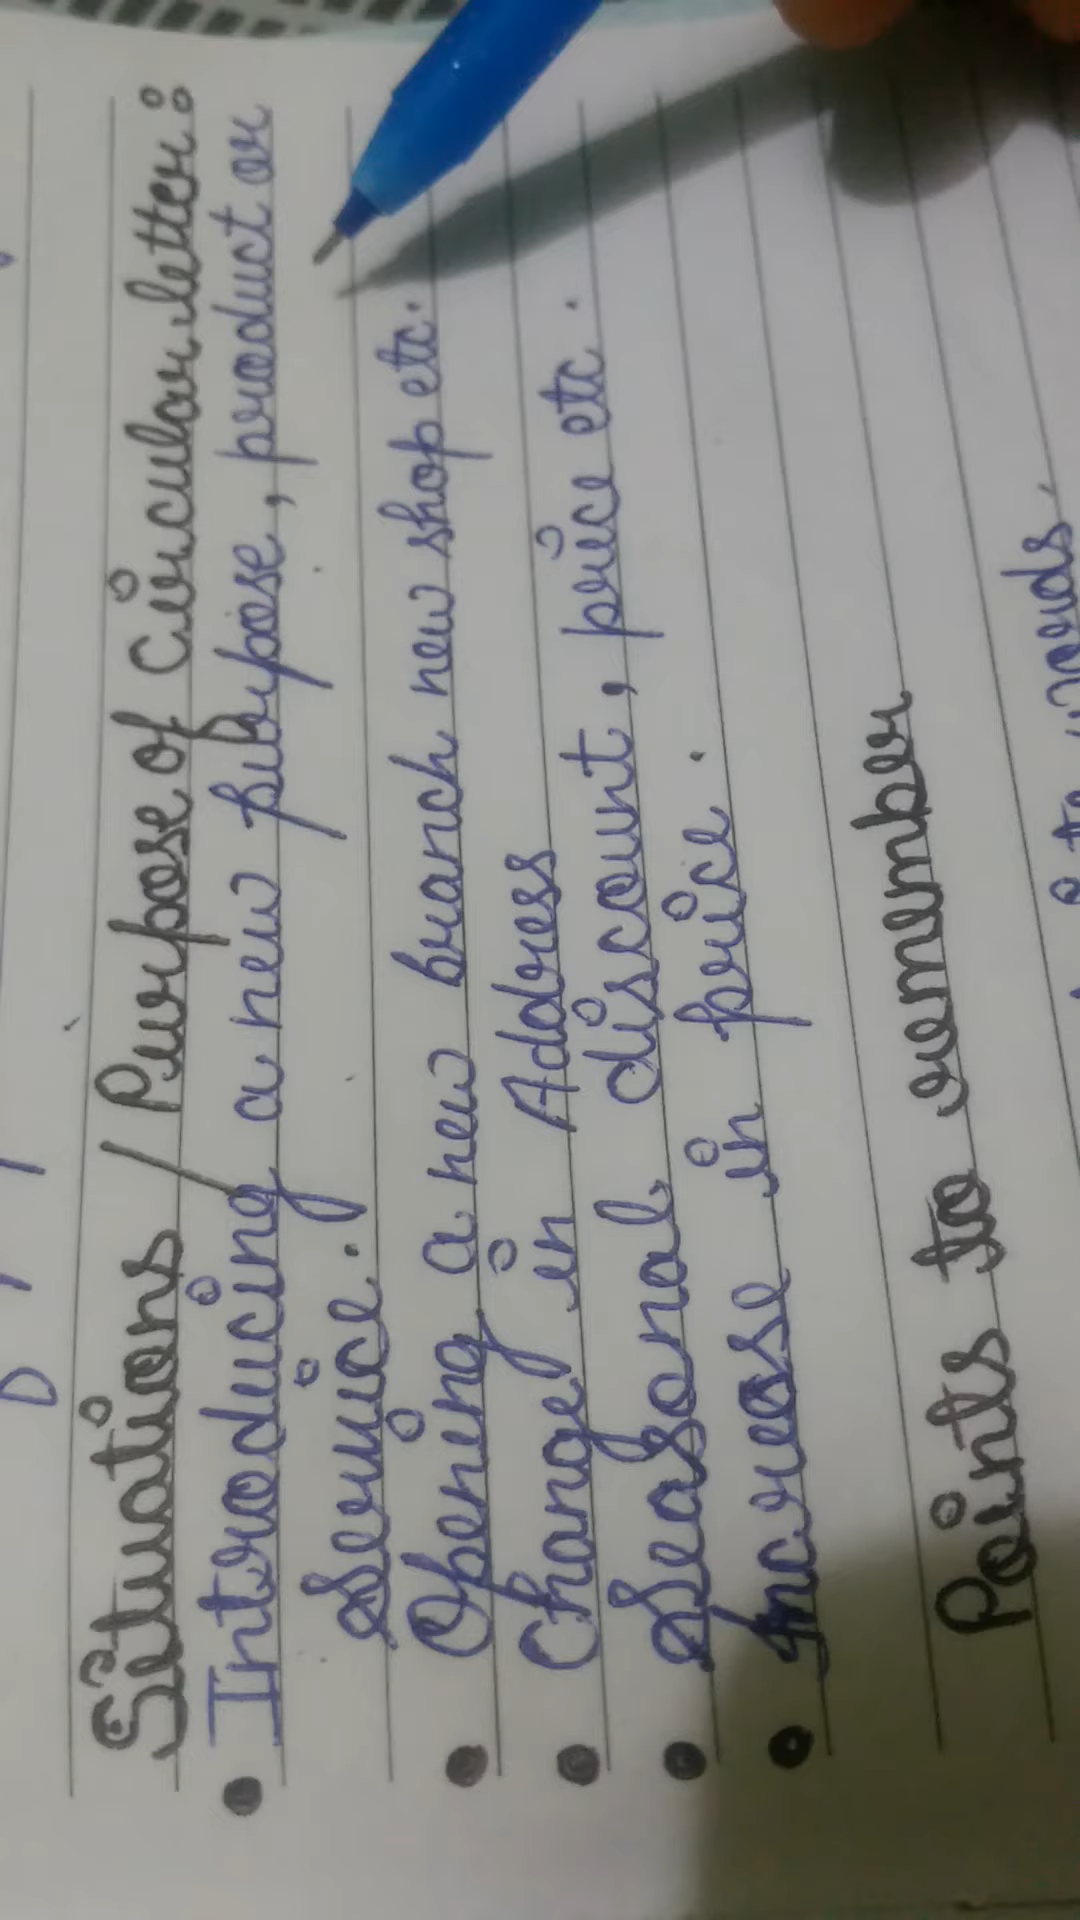 Situations / Purpose of Circular letter:
• Introducing a new purpose, product or
service.
• Opening a new branch new shop etc.
• Change in Address
• Seasonal discount, price etc.
• Increase in price.
Points to remember